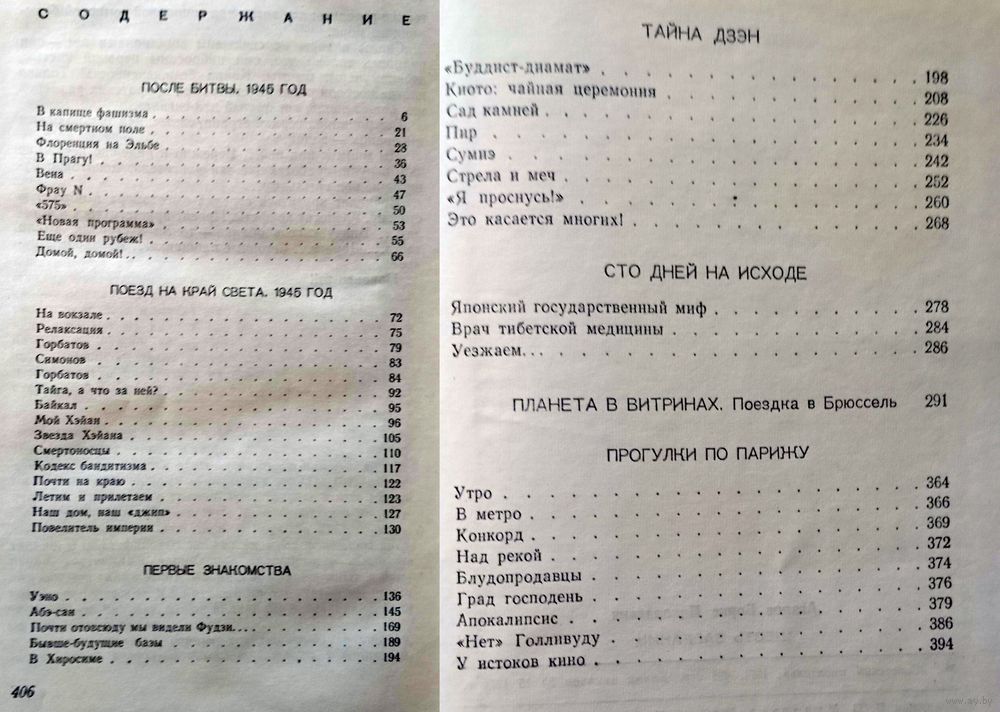 СОДЕРЖАНИЕ
ПОСЛЕ БИТВЫ. 1945 ГОД
В капище фашизма . . . 6
На смертном поле . . . 21
Флоренция на Эльбе . . . 23
В Прагу! . . . 36
Вена . . . 43
Фрау N . . . 47
«575» . . . 50
«Новая программа» . . . 53
Еще один рубеж! . . . 55
Домой, домой! . . . 66
ПОЕЗД НА КРАЙ СВЕТА. 1945 ГОД
На вокзале . . . 72
Релаксация . . . 75
Горбатов . . . 79
Симонов . . . 83
Горбатов . . . 84
Тайга, а что за ней? . . . 92
Байкал . . . 95
Мой Хэйан . . . 96
Звезда Хэйана . . . 105
Смертоносцы . . . 110
Кодекс бандитизма . . . 117
Почти на краю . . . 122
Летим и прилетаем . . . 123
Наш дом, наш «джип» . . . 127
Повелитель империи . . . 130
ПЕРВЫЕ ЗНАКОМСТВА
Уэно . . . 136
Абэ-сан . . . 145
Почти отовсюду мы видели Фудзи... . . . 169
Бывше-будущие базы . . . 189
В Хиросиме . . . 194
406
ТАЙНА ДЗЭН
«Буддист-диамат» . . . 198
Киото: чайная церемония . . . 208
Сад камней . . . 226
Пир . . . 234
Сумиэ . . . 242
Стрела и меч . . . 252
«Я проснусь!» . . . 260
Это касается многих! . . . 268
СТО ДНЕЙ НА ИСХОДЕ
Японский государственный миф . . . 278
Врач тибетской медицины . . . 284
Уезжаем... . . . 286
ПЛАНЕТА В ВИТРИНАХ. Поездка в Брюссель 291
ПРОГУЛКИ ПО ПАРИЖУ
Утро . . . 364
В метро . . . 366
Конкорд . . . 369
Над рекой . . . 372
Блудопродавцы . . . 374
Град господень . . . 376
Апокалипсис . . . 379
«Нет» Голливуду . . . 386
У истоков кино . . . 394
www.ay.by